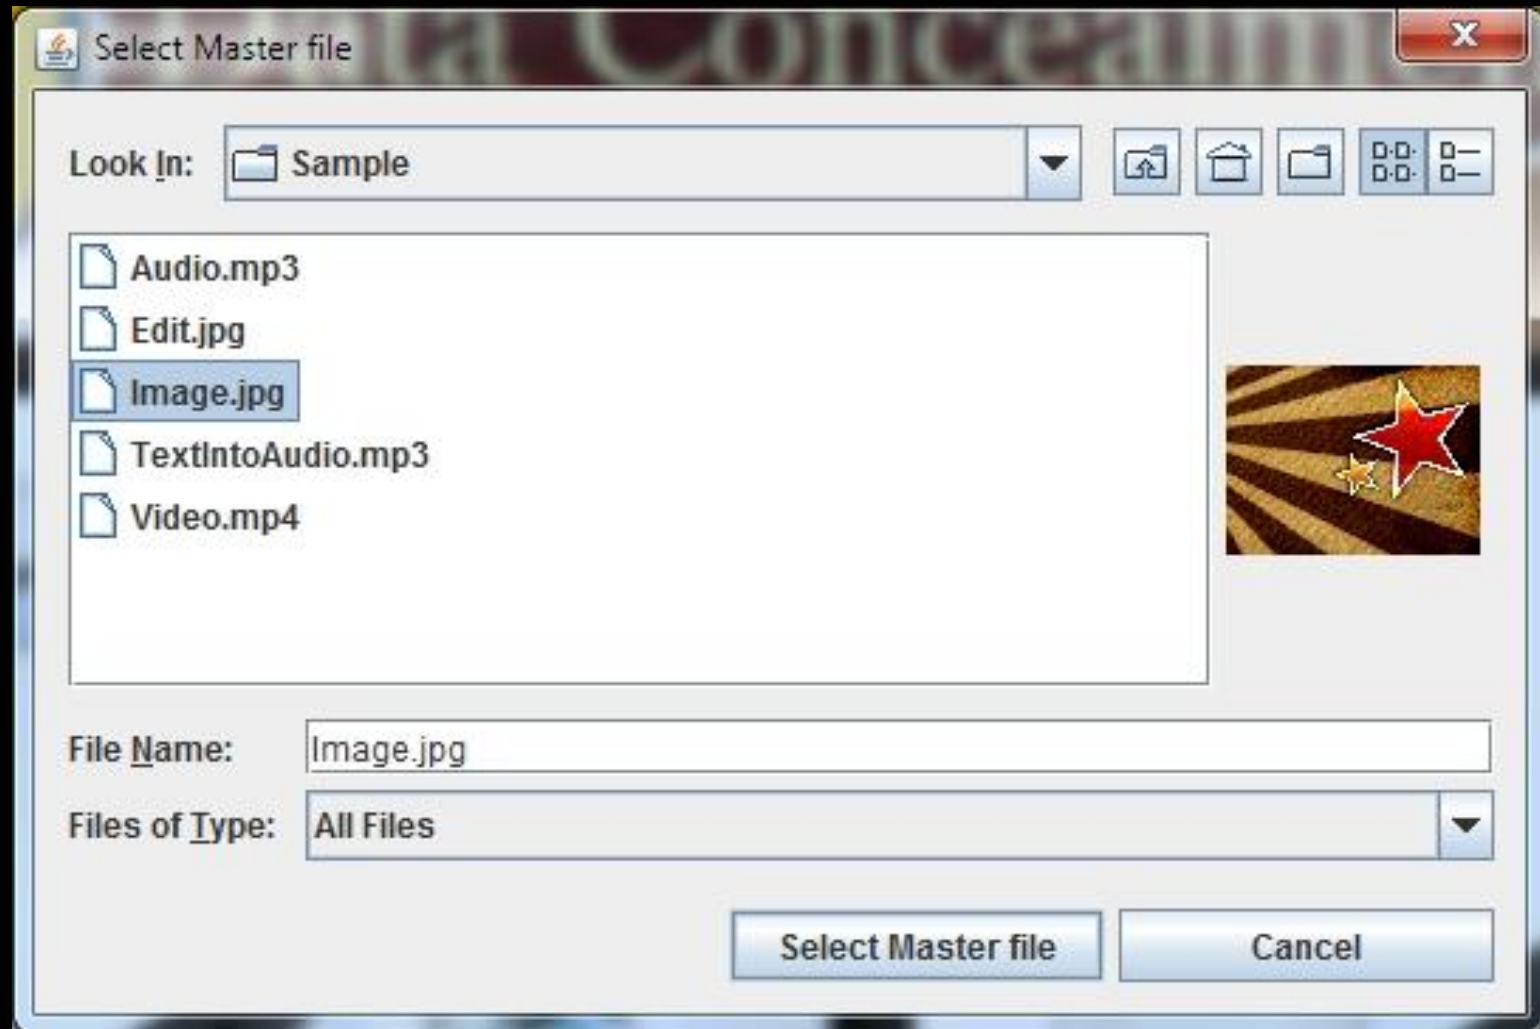 Select Master file
Look In: Sample
Audio.mp3
Edit.jpg
Image.jpg
TextIntoAudio.mp3
Video.mp4
File Name: Image.jpg
Files of Type: All Files
Select Master file Cancel